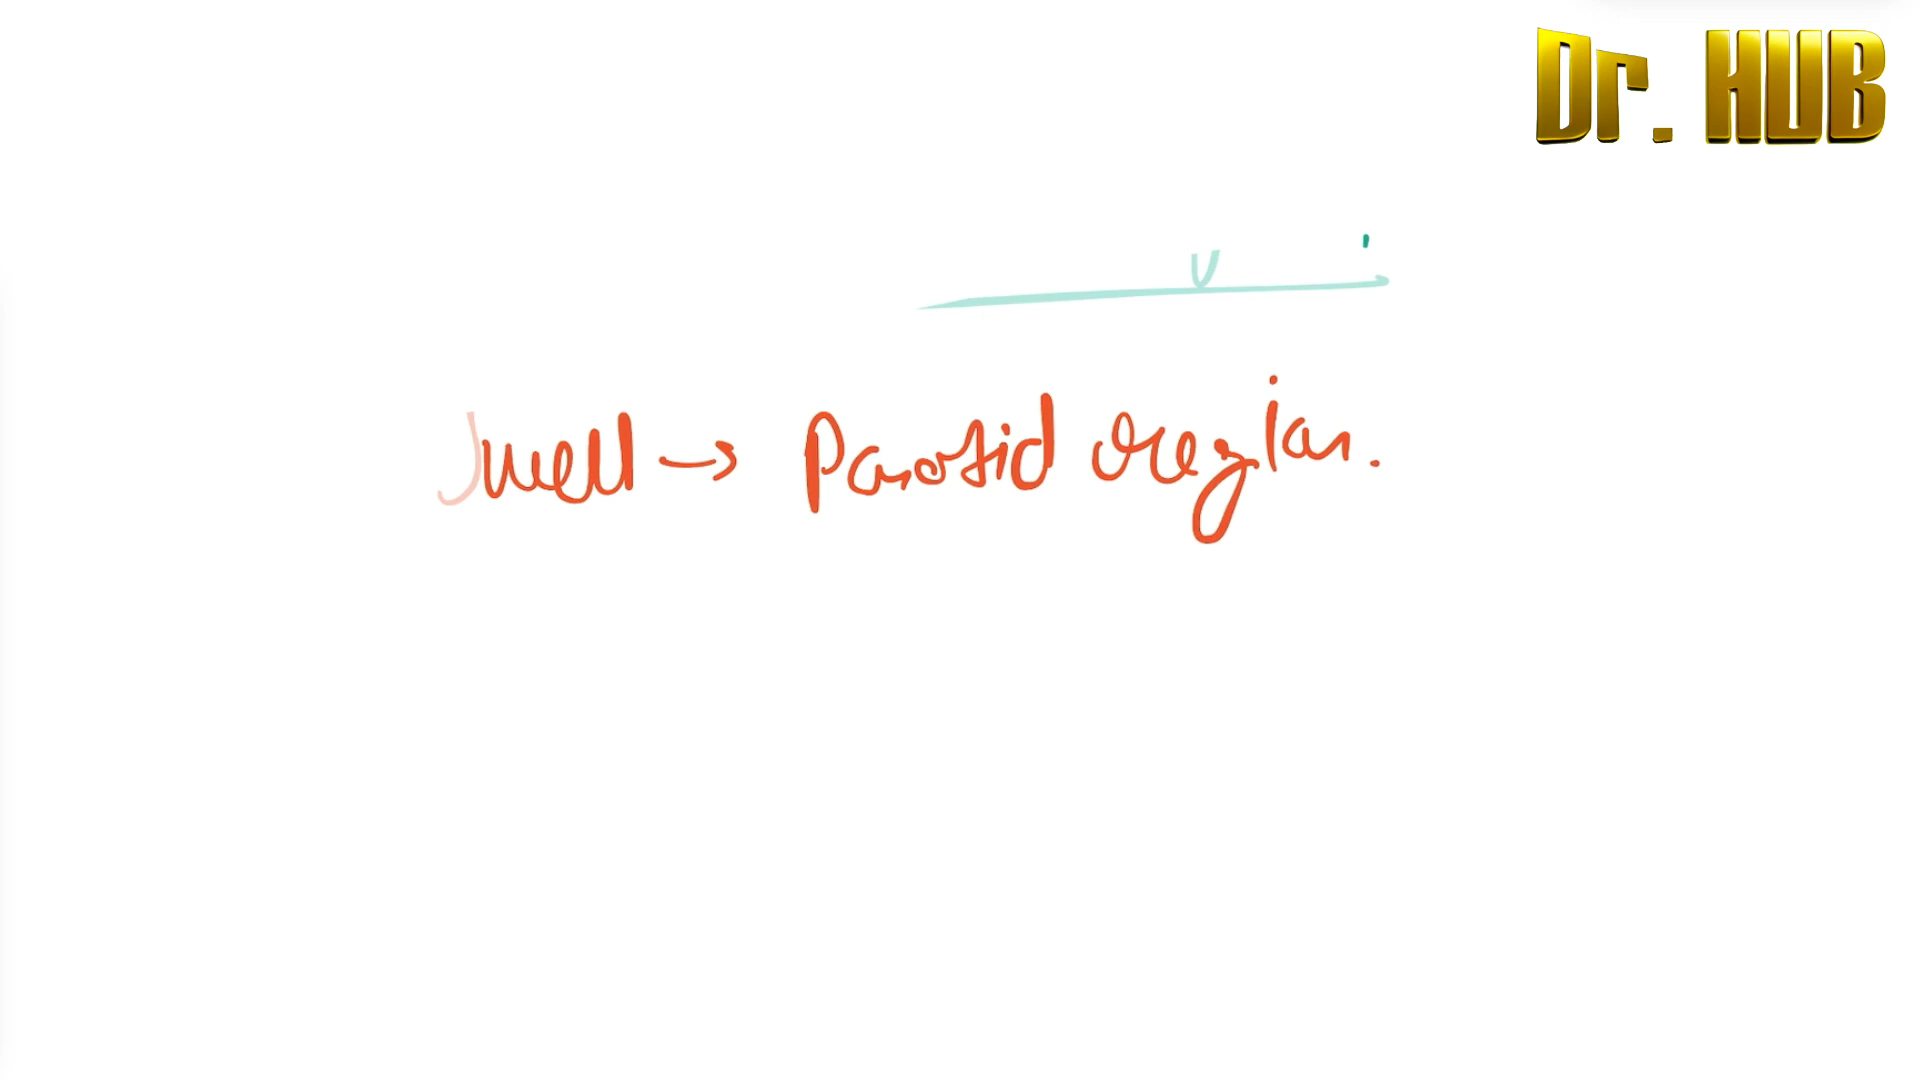 Dr. HUB
Swell → Parotid region.